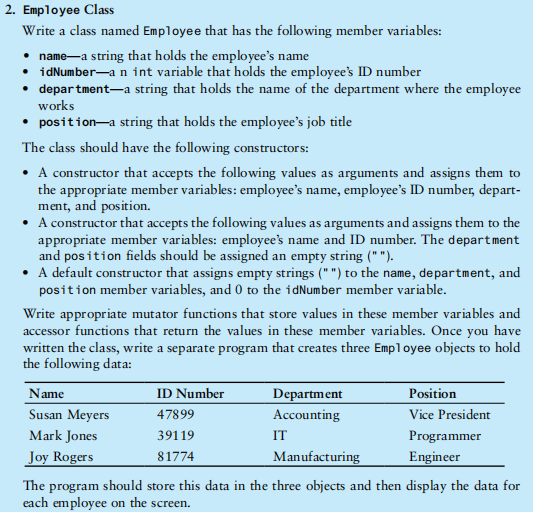 2. Employee Class
Write a class named Employee that has the following member variables:
• name—a string that holds the employee's name
• idNumber—a n int variable that holds the employee's ID number
• department—a string that holds the name of the department where the employee
works
• position—a string that holds the employee's job title
The class should have the following constructors:
• A constructor that accepts the following values as arguments and assigns them to
the appropriate member variables: employee's name, employee's ID number, depart-
ment, and position.
• A constructor that accepts the following values as arguments and assigns them to the
appropriate member variables: employee's name and ID number. The department
and position fields should be assigned an empty string ("").
• A default constructor that assigns empty strings ("") to the name, department, and
position member variables, and 0 to the idNumber member variable.
Write appropriate mutator functions that store values in these member variables and
accessor functions that return the values in these member variables. Once you have
written the class, write a separate program that creates three Employee objects to hold
the following data:
Name ID Number Department Position
Susan Meyers 47899 Accounting Vice President
Mark Jones 39119 IT Programmer
Joy Rogers 81774 Manufacturing Engineer
The program should store this data in the three objects and then display the data for
each employee on the screen.